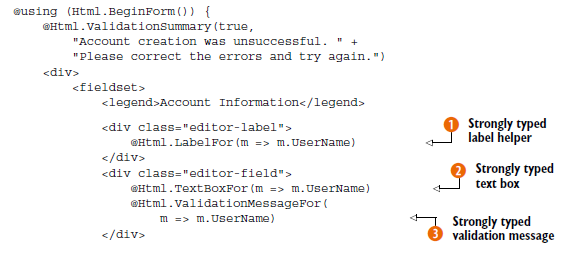 @using (Html.BeginForm()) {
@Html.ValidationSummary(true,
"Account creation was unsuccessful. " +
"Please correct the errors and try again.")
<div>
<fieldset>
<legend>Account Information</legend>
<div class="editor-label">
@Html.LabelFor(m => m.UserName)
</div>
<div class="editor-field">
@Html.TextBoxFor(m => m.UserName)
@Html.ValidationMessageFor(
m => m.UserName)
</div>
1 Strongly typed
label helper
2 Strongly typed
text box
Strongly typed
3 validation message